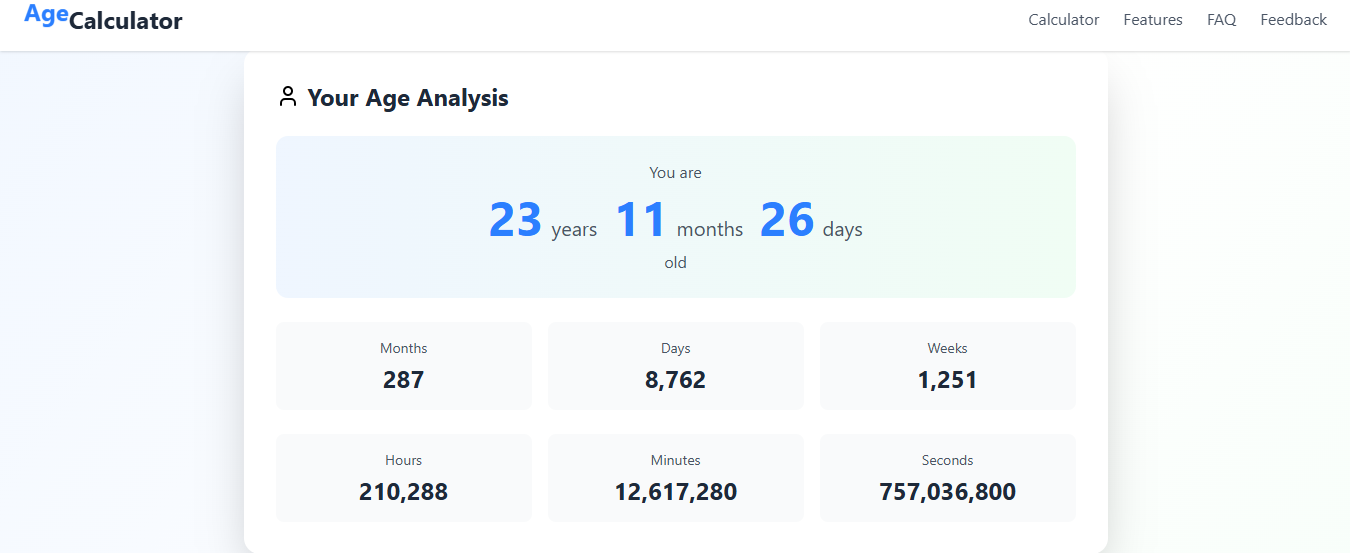 AgeCalculator Calculator Features FAQ Feedback
Your Age Analysis
You are
23 years 11 months 26 days
old
Months Days Weeks
287 8,762 1,251
Hours Minutes Seconds
210,288 12,617,280 757,036,800